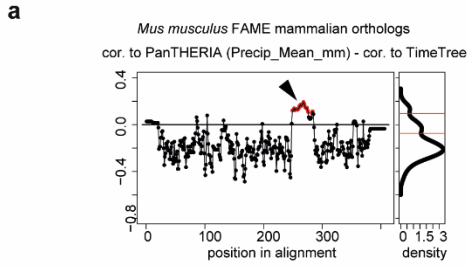 a
Mus musculus FAME mammalian orthologs
cor. to PanTHERIA (Precip_Mean_mm) - cor. to TimeTree
0.4
0.0
−0.4
−0.8
0 100 200 300
position in alignment
0 1.5 3
density